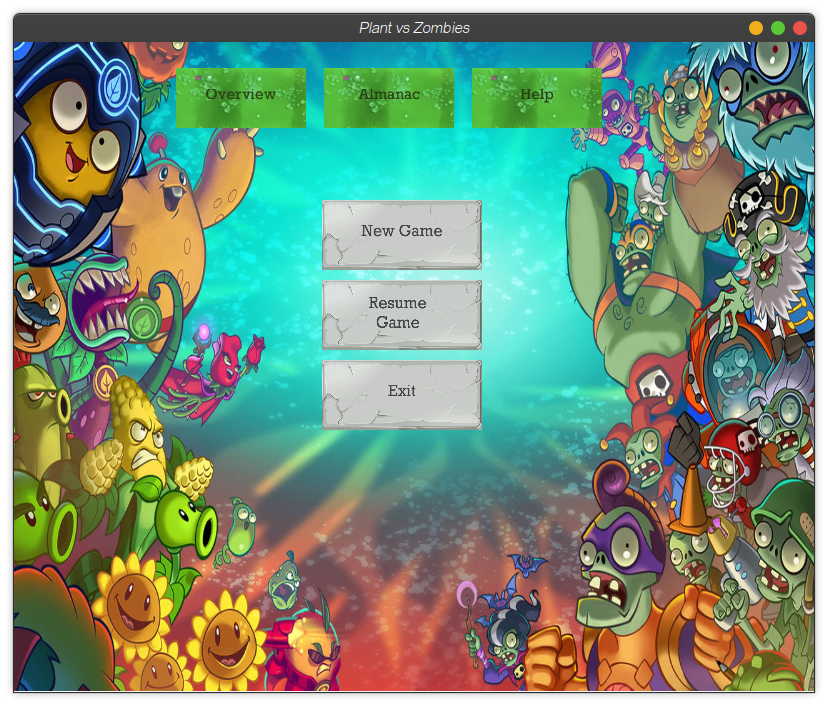 Plant vs Zombies
Overview
Almanac
Help
New Game
Resume
Game
Exit